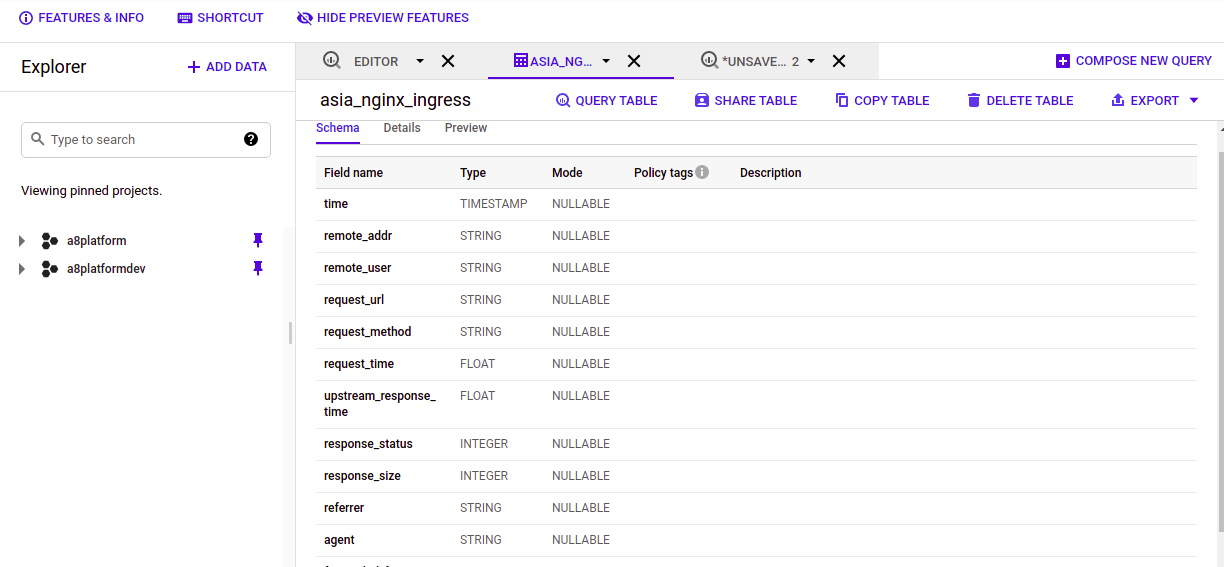 FEATURES & INFO SHORTCUT HIDE PREVIEW FEATURES
Explorer ADD DATA
Type to search
Viewing pinned projects.
a8platform
a8platformdev
EDITOR ASIA_NG... *UNSAVE... 2 COMPOSE NEW QUERY
asia_nginx_ingress QUERY TABLE SHARE TABLE COPY TABLE DELETE TABLE EXPORT
Schema Details Preview
Field name Type Mode Policy tags Description
time TIMESTAMP NULLABLE
remote_addr STRING NULLABLE
remote_user STRING NULLABLE
request_url STRING NULLABLE
request_method STRING NULLABLE
request_time FLOAT NULLABLE
upstream_response_ FLOAT NULLABLE
time
response_status INTEGER NULLABLE
response_size INTEGER NULLABLE
referrer STRING NULLABLE
agent STRING NULLABLE